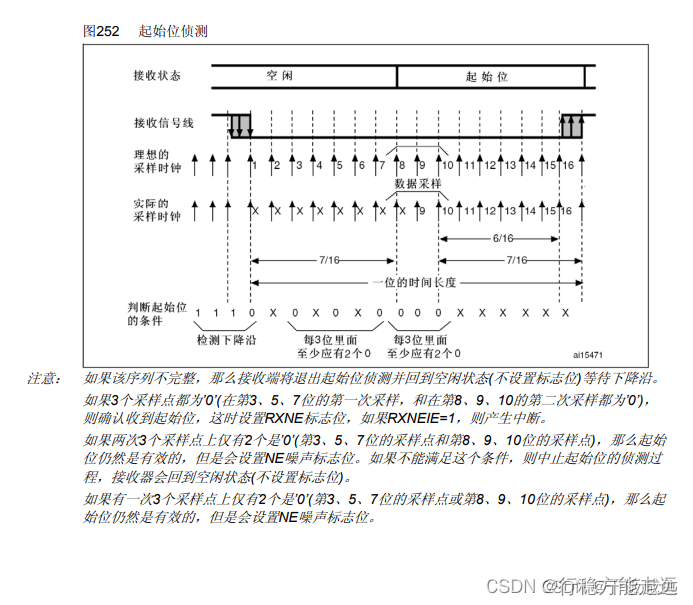 图252 起始位侦测
接收状态 空闲 起始位
接收信号线
理想的
采样时钟 1 2 3 4 5 6 7 8 9 10 11 12 13 14 15 16
数据采样
实际的
采样时钟 X X X X X X X X 9 10 11 12 13 14 15 16
6/16
7/16 7/16
一位的时间长度
判断起始位
的条件 1 1 1 0 X 0 X 0 X 0 0 0 0 X X X X X X
检测下降沿 每3位里面 每3位里面
至少应有2个0 至少应有2个0
ai15471
注意： 如果该序列不完整，那么接收端将退出起始位侦测并回到空闲状态(不设置标志位)等待下降沿。
如果3个采样点都为'0'(在第3、5、7位的第一次采样，和在第8、9、10的第二次采样都为'0')，
则确认收到起始位，这时设置RXNE标志位，如果RXNEIE=1，则产生中断。
如果两次3个采样点上仅有2个是'0'(第3、5、7位的采样点和第8、9、10位的采样点)，那么起始
位仍然是有效的，但是会设置NE噪声标志位。如果不能满足这个条件，则中止起始位的侦测过
程，接收器会回到空闲状态(不设置标志位)。
如果有一次3个采样点上仅有2个是'0'(第3、5、7位的采样点或第8、9、10位的采样点)，那么起
始位仍然是有效的，但是会设置NE噪声标志位。
CSDN